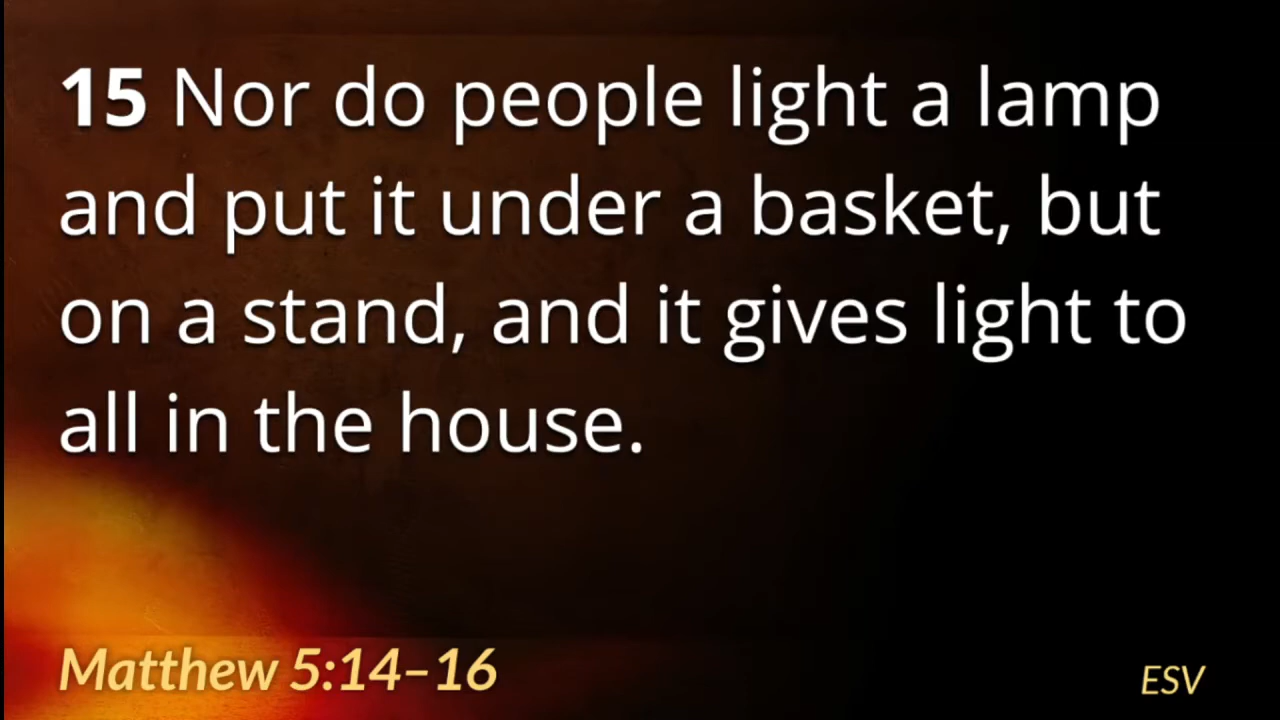 15 Nor do people light a lamp
and put it under a basket, but
on a stand, and it gives light to
all in the house.
Matthew 5:14–16
ESV